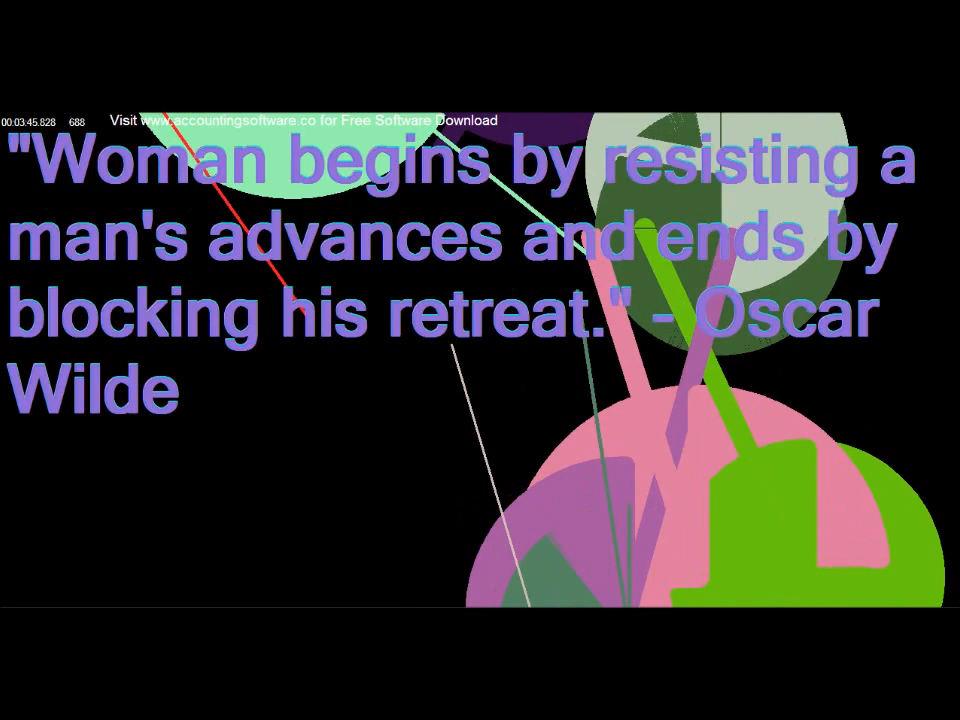 00:03:45.828 688 Visit www.accountingsoftware.co for Free Software Download
"Woman begins by resisting a
man's advances and ends by
blocking his retreat." - Oscar
Wilde